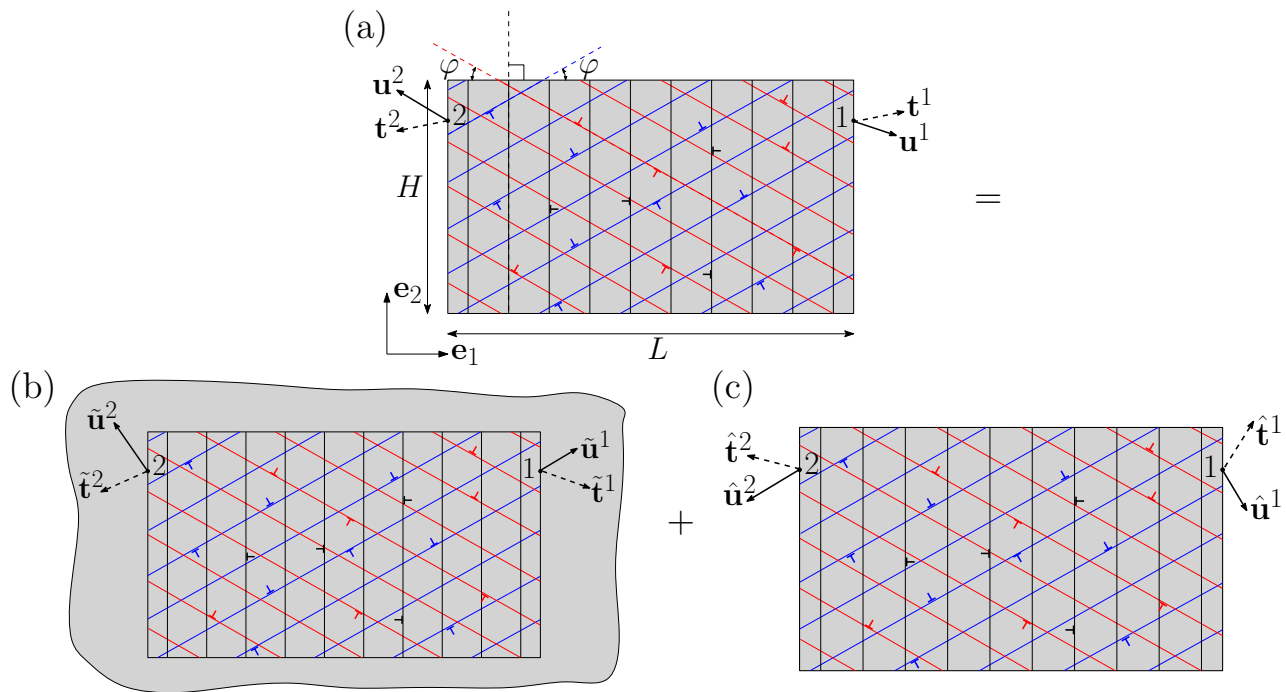 (a)
φ φ
u² 2 t²
1 t¹ u¹
H
=
e₂
e₁
L
(b)
ũ² 2 t̃²
ũ¹ 1 t̃¹
+
(c)
t̂² 2 û²
t̂¹ 1 û¹